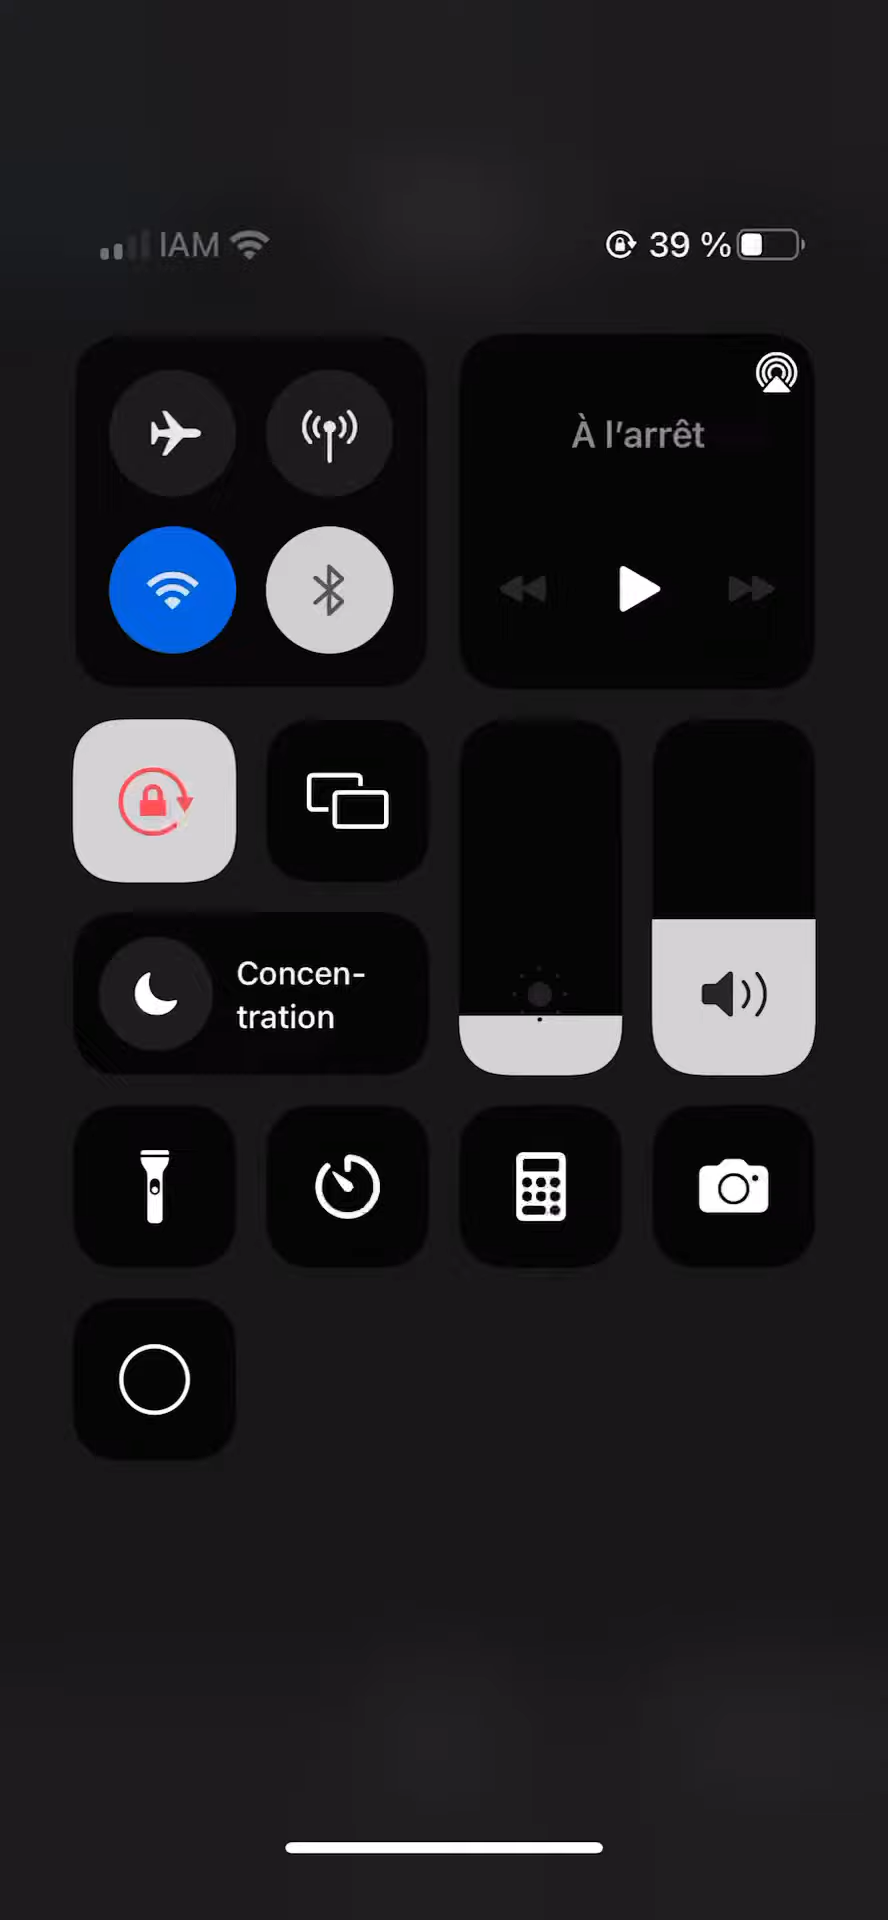 IAM
39 %
À l’arrêt
Concen-
tration